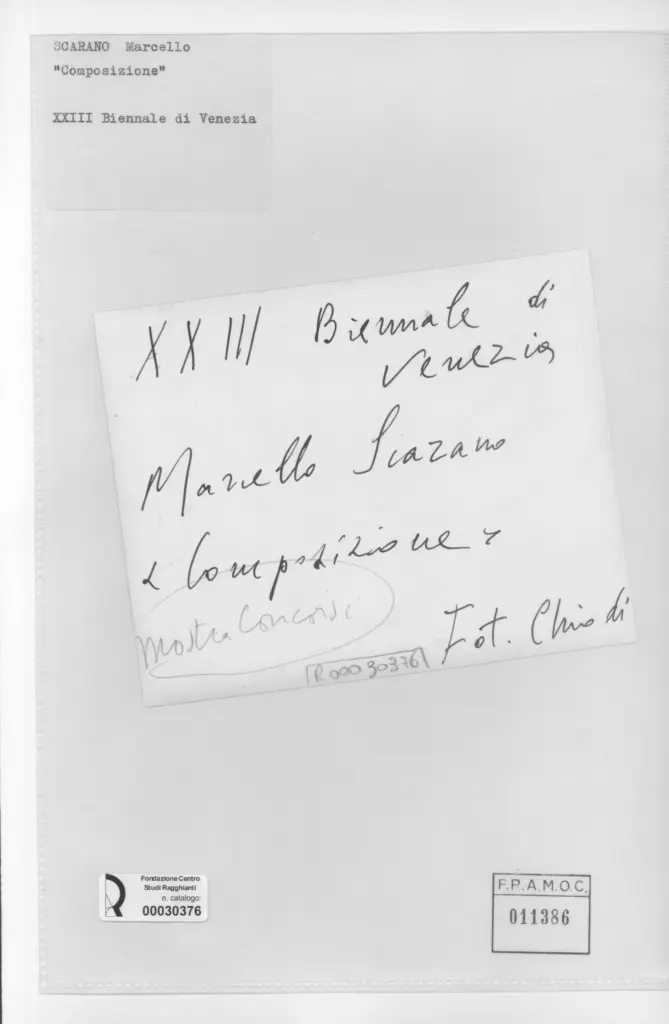 SCARANO Marcello
"Composizione"
XXIII Biennale di Venezia
XXIII Biennale di
Venezia
Marcello Scarano
« Composizione »
Mostra Concorsi
Fot. Chiodi
R00030376
Fondazione Centro
Studi Ragghianti
n. catalogo:
00030376
F.P.A.M.O.C.
011386